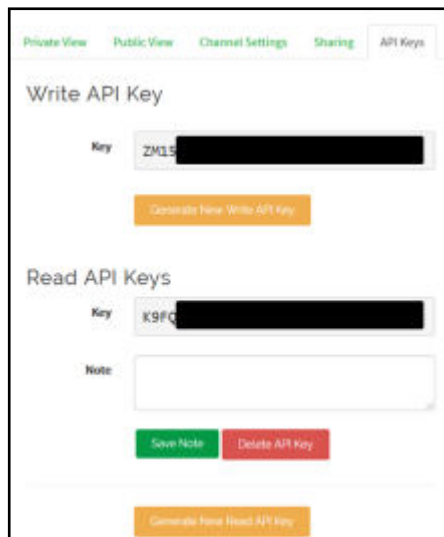 Private View Public View Channel Settings Sharing API Keys
Write API Key
Key ZM15
Generate New Write API Key
Read API Keys
Key K9FQ
Note
Save Note Delete API Key
Generate New Read API Key